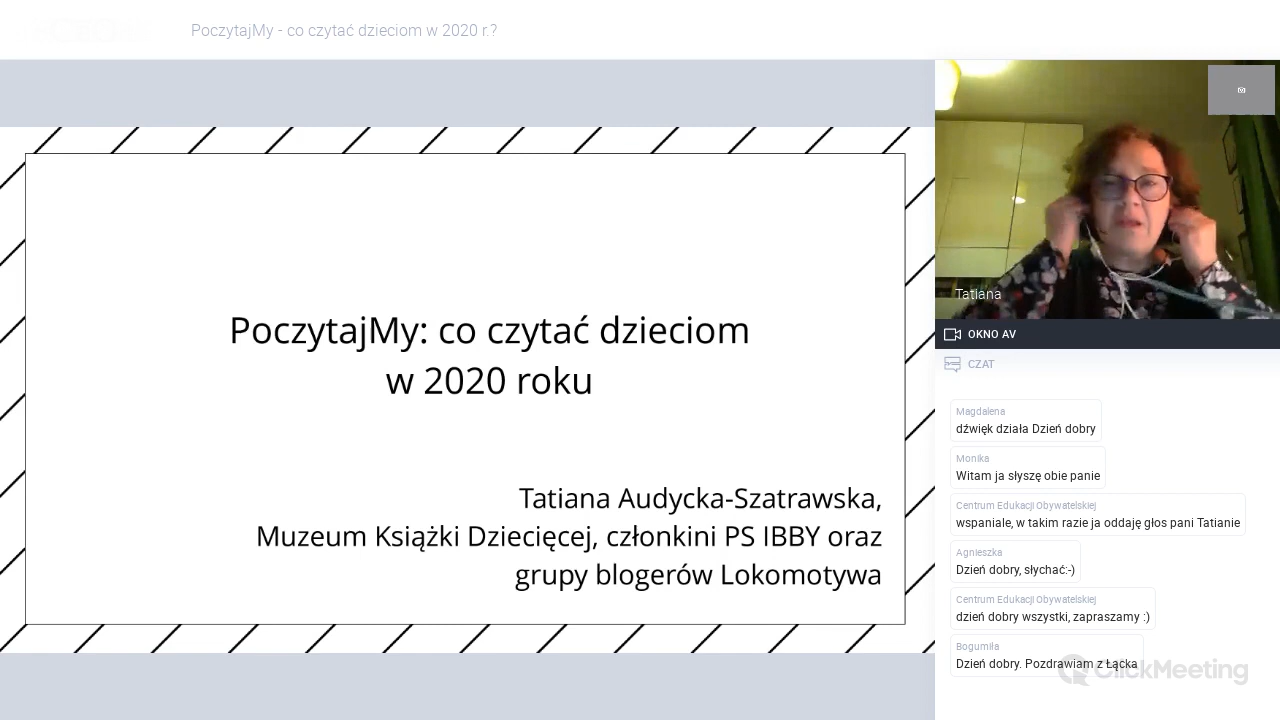 PoczytajMy - co czytać dzieciom w 2020 r.?
PoczytajMy: co czytać dzieciom
w 2020 roku
Tatiana Audycka-Szatrawska,
Muzeum Książki Dziecięcej, członkini PS IBBY oraz
grupy blogerów Lokomotywa
Tatiana
OKNO AV
CZAT
Magdalena
dźwięk działa Dzień dobry
Monika
Witam ja słyszę obie panie
Centrum Edukacji Obywatelskiej
wspaniale, w takim razie ja oddaję głos pani Tatianie
Agnieszka
Dzień dobry, słychać:-)
Centrum Edukacji Obywatelskiej
dzień dobry wszystki, zapraszamy :)
Bogumiła
Dzień dobry. Pozdrawiam z Łącka
ClickMeeting